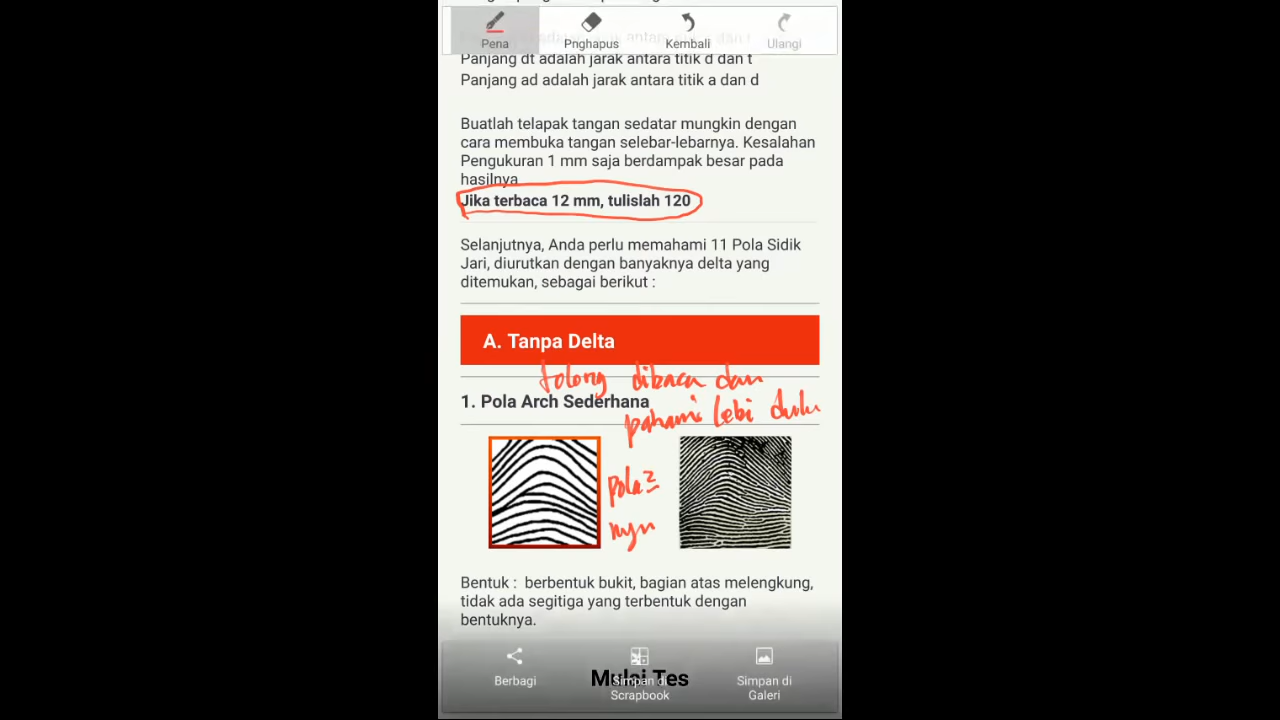 Pena
Pnghapus
Kembali
Ulangi
Panjang dt adalah jarak antara titik d dan t
Panjang ad adalah jarak antara titik a dan d
Buatlah telapak tangan sedatar mungkin dengan
cara membuka tangan selebar-lebarnya. Kesalahan
Pengukuran 1 mm saja berdampak besar pada
hasilnya
Jika terbaca 12 mm, tulislah 120
Selanjutnya, Anda perlu memahami 11 Pola Sidik
Jari, diurutkan dengan banyaknya delta yang
ditemukan, sebagai berikut :
A. Tanpa Delta
tolong dibaca dan
1. Pola Arch Sederhana
pahami lebi dulu
pola2
nya
Bentuk : berbentuk bukit, bagian atas melengkung,
tidak ada segitiga yang terbentuk dengan
bentuknya.
Mulai Tes
Berbagi
Simpan di
Scrapbook
Simpan di
Galeri